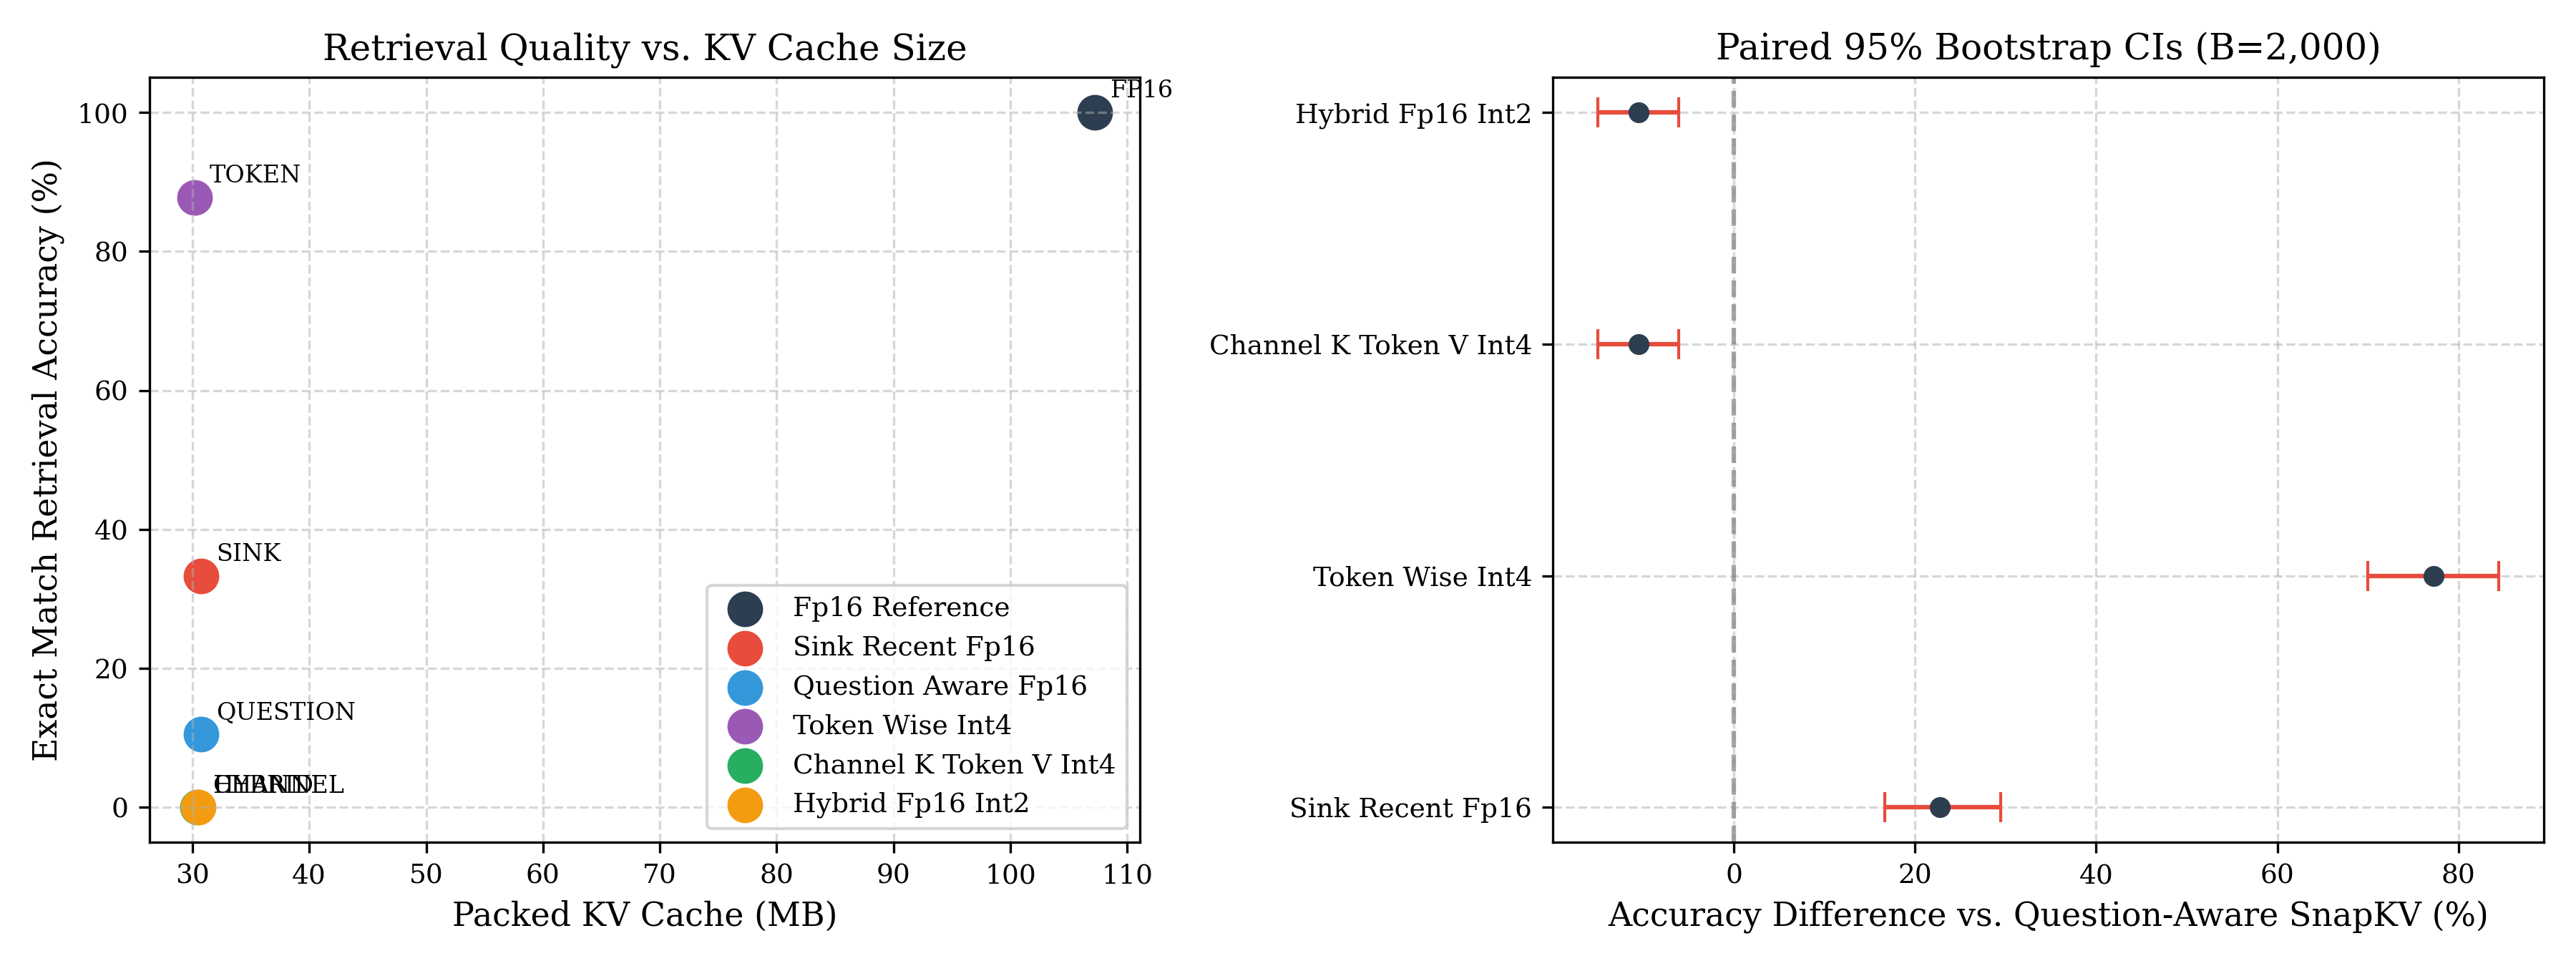 Retrieval Quality vs. KV Cache Size
Exact Match Retrieval Accuracy (%)
100
80
60
40
20
0
FP16
TOKEN
SINK
QUESTION
HYBRID
CHANNEL
Fp16 Reference
Sink Recent Fp16
Question Aware Fp16
Token Wise Int4
Channel K Token V Int4
Hybrid Fp16 Int2
30 40 50 60 70 80 90 100 110
Packed KV Cache (MB)
Paired 95% Bootstrap CIs (B=2,000)
Hybrid Fp16 Int2
Channel K Token V Int4
Token Wise Int4
Sink Recent Fp16
0 20 40 60 80
Accuracy Difference vs. Question-Aware SnapKV (%)